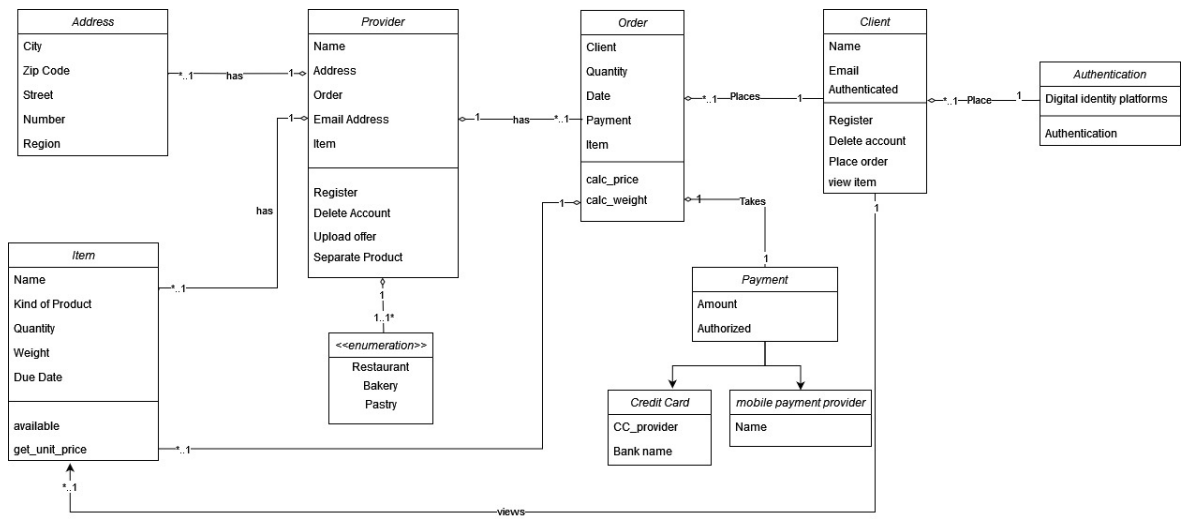 Address
City
Zip Code
Street
Number
Region
*..1
has
1
Provider
Name
Address
Order
Email Address
Item
Register
Delete Account
Upload offer
Separate Product
1
has
*..1
Order
Client
Quantity
Date
Payment
Item
calc_price
calc_weight
*..1
Places
1
Client
Name
Email
Authenticated
Register
Delete account
Place order
view item
*..1
Place
1
Authentication
Digital identity platforms
Authentication
1
has
*..1
1
1..1*
<<enumeration>>
Restaurant
Bakery
Pastry
Item
Name
Kind of Product
Quantity
Weight
Due Date
available
get_unit_price
*..1
1
1
Takes
1
Payment
Amount
Authorized
Credit Card
CC_provider
Bank name
mobile payment provider
Name
1
*..1
views